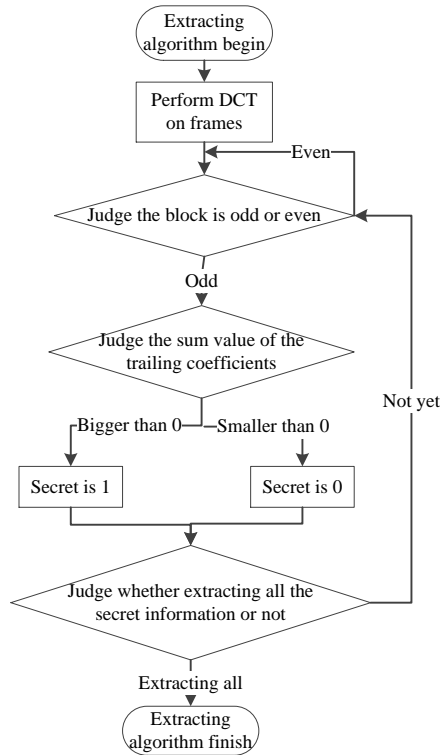 Extracting
algorithm begin
Perform DCT
on frames
Even
Judge the block is odd or even
Odd
Judge the sum value of the
trailing coefficients
Not yet
Bigger than 0
Smaller than 0
Secret is 1
Secret is 0
Judge whether extracting all the
secret information or not
Extracting all
Extracting
algorithm finish